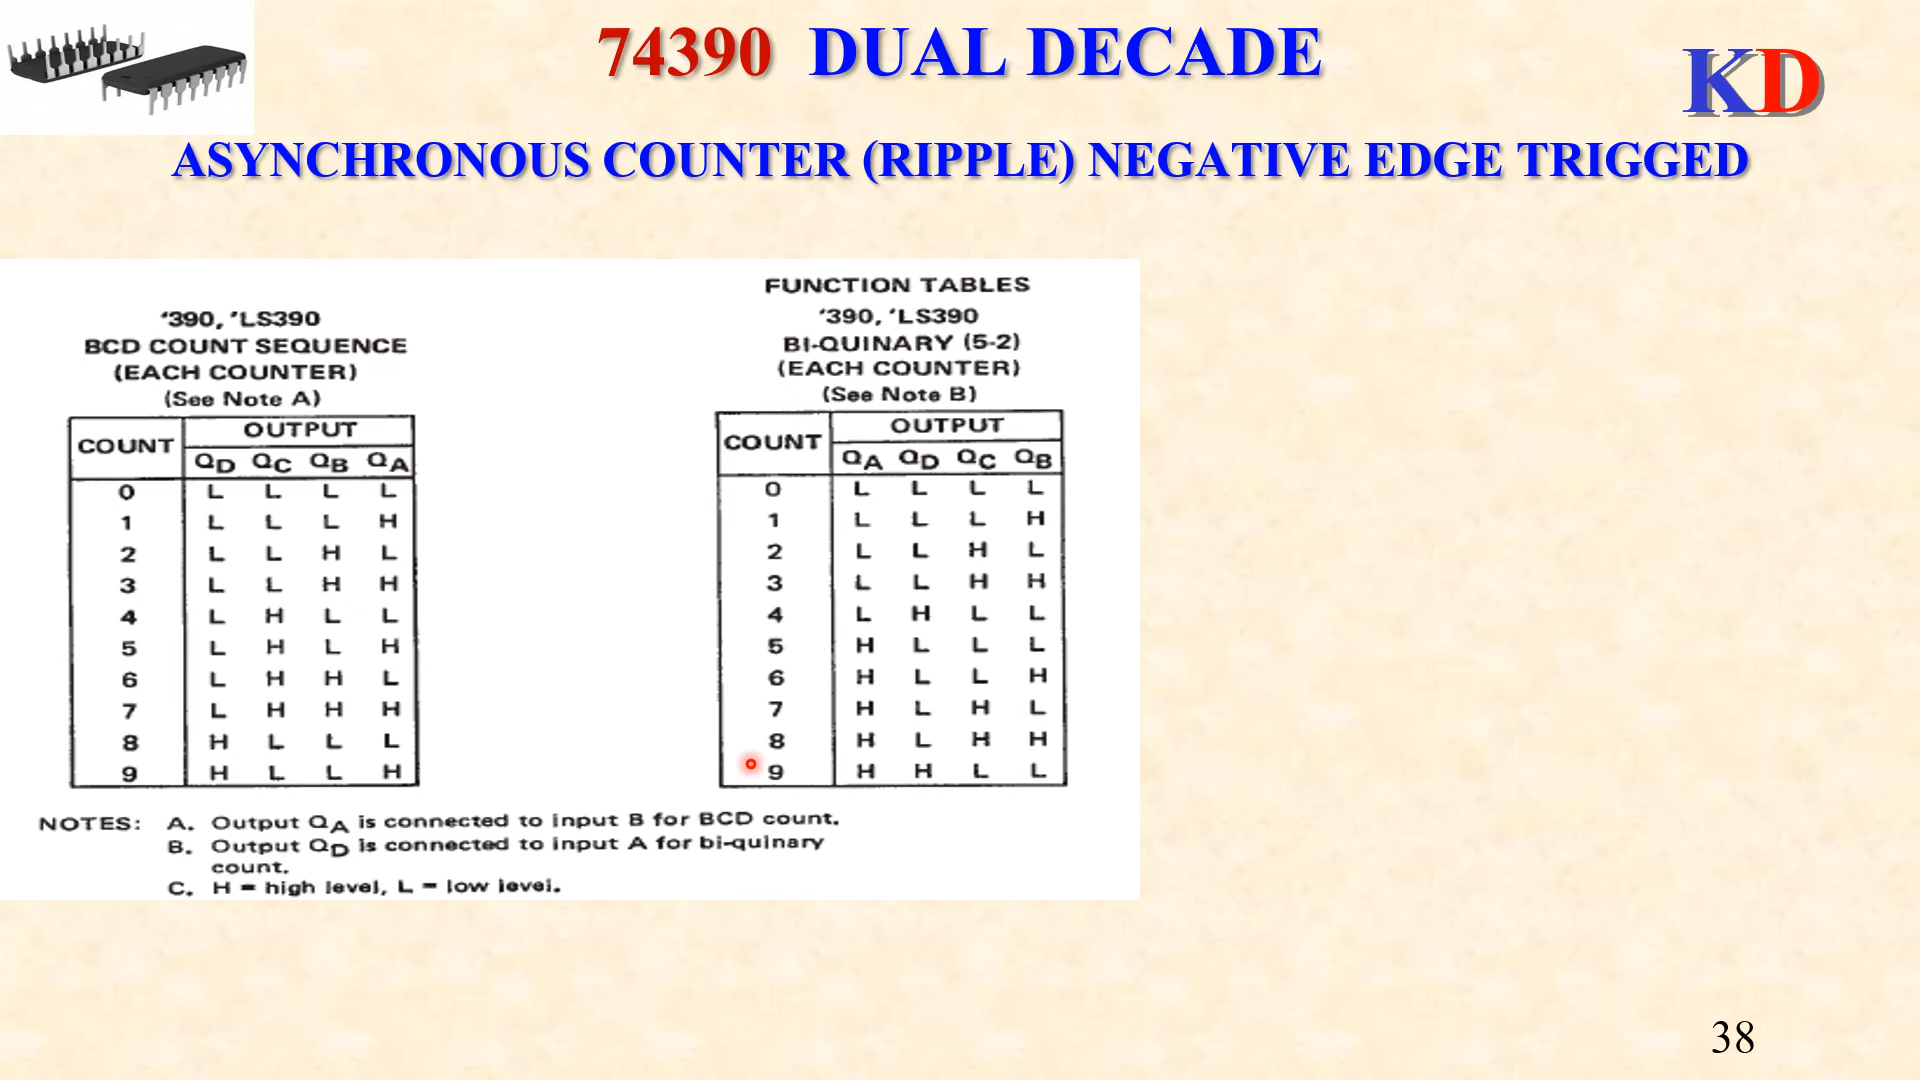 74390 DUAL DECADE
KD
ASYNCHRONOUS COUNTER (RIPPLE) NEGATIVE EDGE TRIGGED
'390, 'LS390
BCD COUNT SEQUENCE
(EACH COUNTER)
(See Note A)
COUNT OUTPUT
QD QC QB QA
0 L L L L
1 L L L H
2 L L H L
3 L L H H
4 L H L L
5 L H L H
6 L H H L
7 L H H H
8 H L L L
9 H L L H
FUNCTION TABLES
'390, 'LS390
BI-QUINARY (5-2)
(EACH COUNTER)
(See Note B)
COUNT OUTPUT
QA QD QC QB
0 L L L L
1 L L L H
2 L L H L
3 L L H H
4 L H L L
5 H L L L
6 H L L H
7 H L H L
8 H L H H
9 H H L L
NOTES: A. Output QA is connected to input B for BCD count.
B. Output QD is connected to input A for bi-quinary
count.
C. H = high level, L = low level.
38